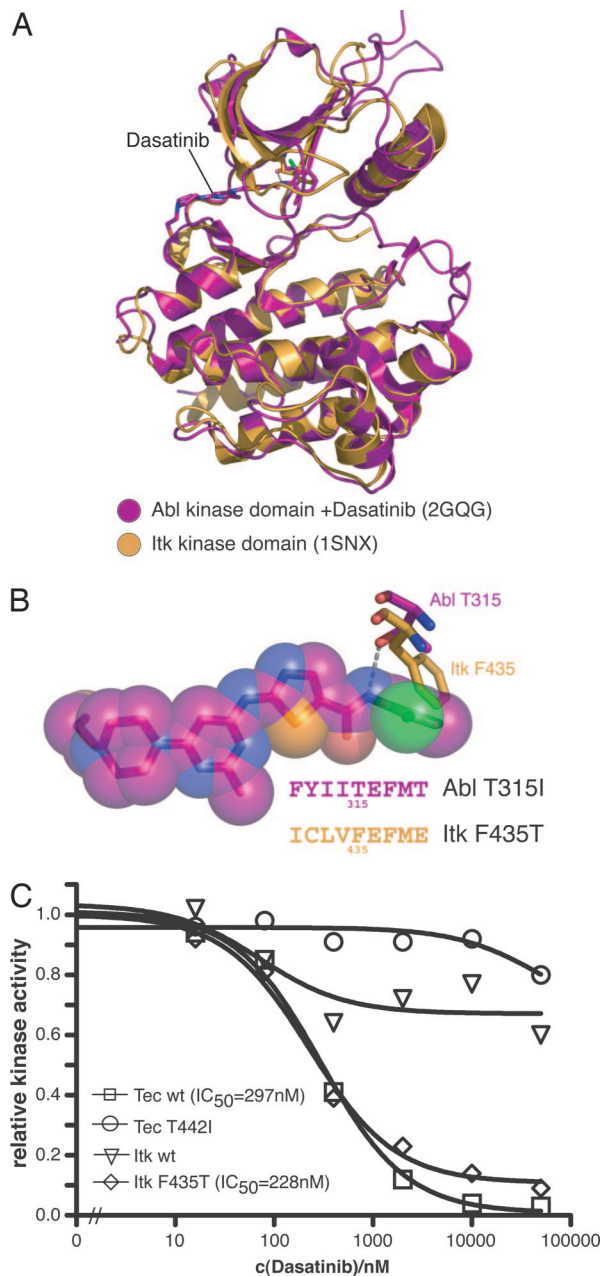 A
Dasatinib
Abl kinase domain +Dasatinib (2GQG)
Itk kinase domain (1SNX)
B
Abl T315
Itk F435
FYIITEFMT Abl T315I
315
ICLVFEFME Itk F435T
435
C
relative kinase activity
1.0
0.8
0.6
0.4
0.2
0.0
Tec wt (IC50=297nM)
Tec T442I
Itk wt
Itk F435T (IC50=228nM)
0 10 100 1000 10000 100000
c(Dasatinib)/nM